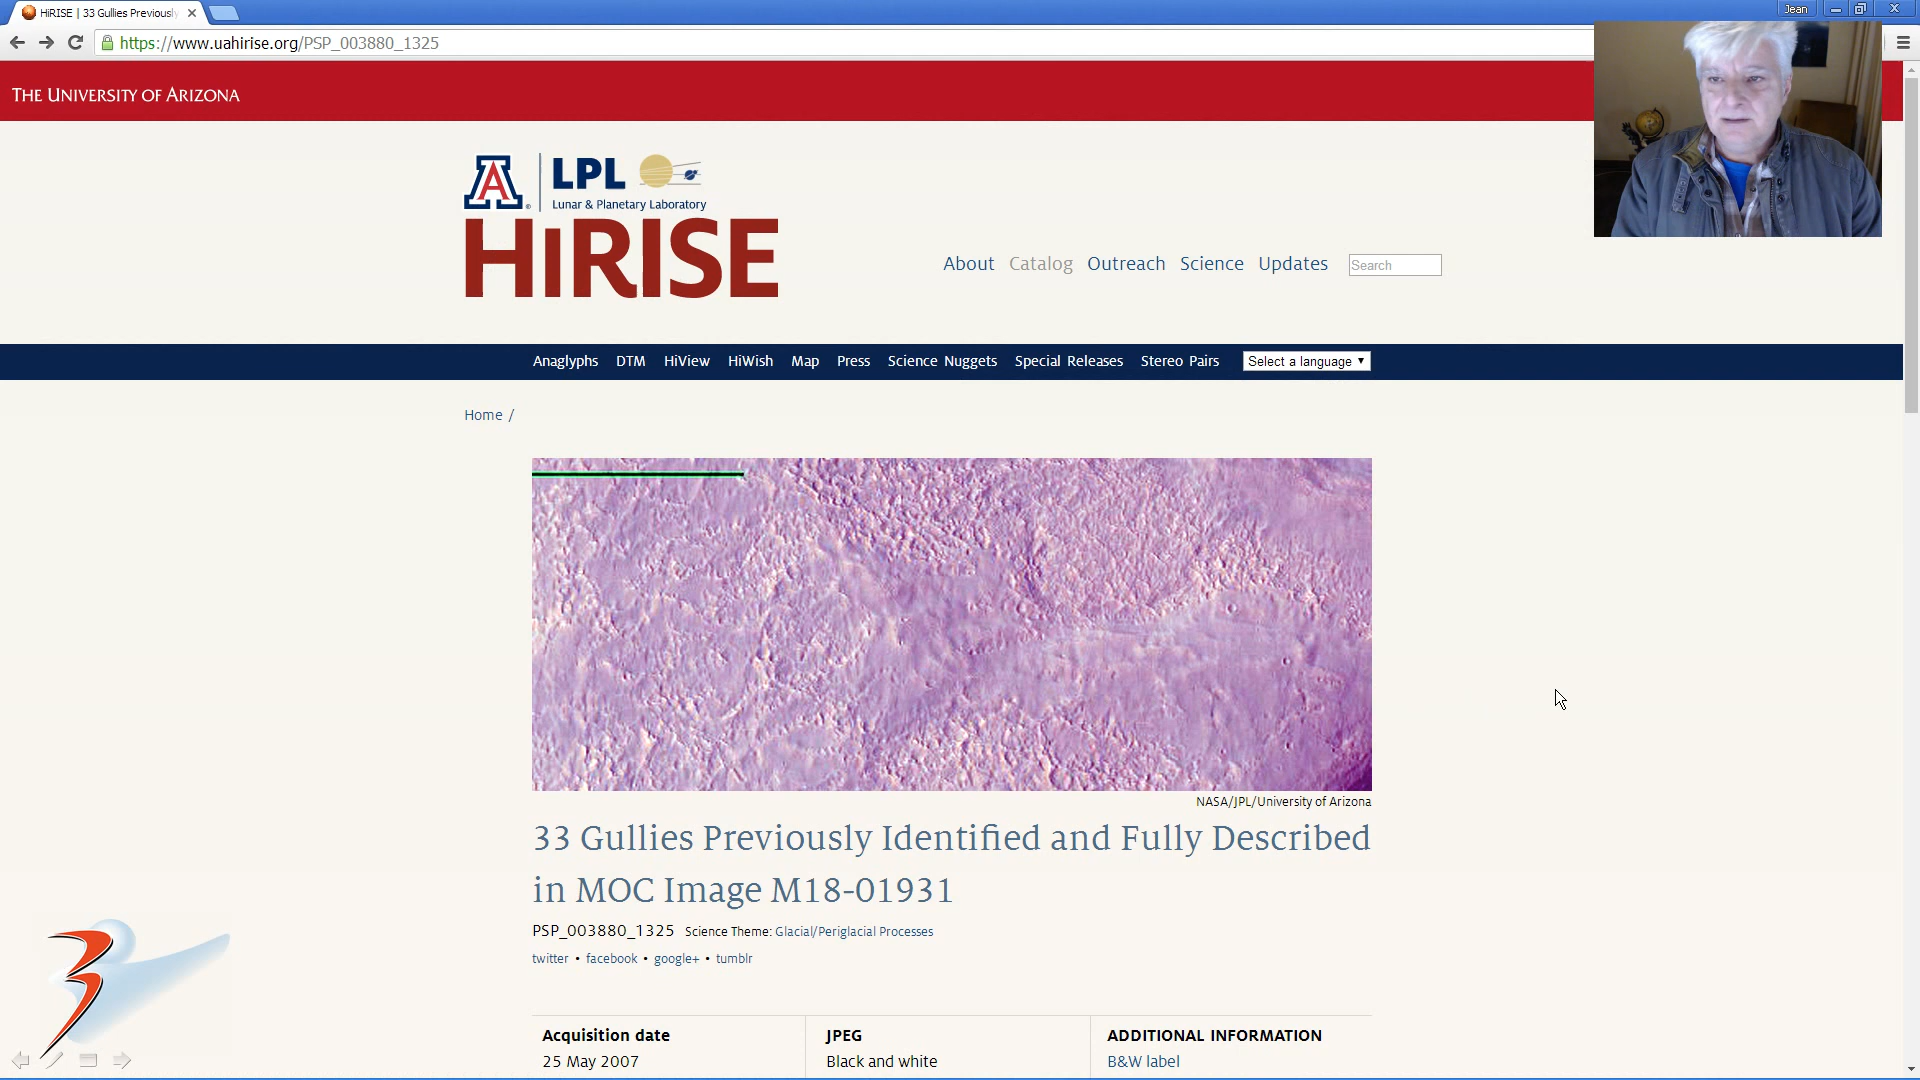 HiRISE | 33 Gullies Previously
Jean
https://www.uahirise.org/PSP_003880_1325
THE UNIVERSITY OF ARIZONA
A LPL
Lunar & Planetary Laboratory
HiRISE
About Catalog Outreach Science Updates Search
Anaglyphs DTM HiView HiWish Map Press Science Nuggets Special Releases Stereo Pairs Select a language
Home /
NASA/JPL/University of Arizona
33 Gullies Previously Identified and Fully Described
in MOC Image M18-01931
PSP_003880_1325 Science Theme: Glacial/Periglacial Processes
twitter • facebook • google+ • tumblr
Acquisition date JPEG ADDITIONAL INFORMATION
25 May 2007 Black and white B&W label